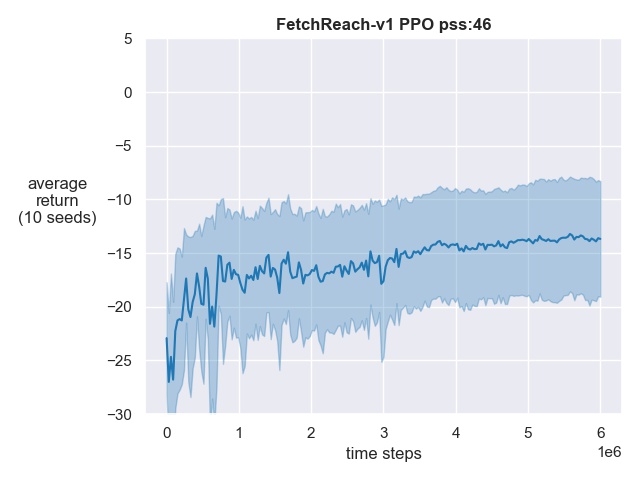 FetchReach-v1 PPO pss:46
5
0
−5
−10
−15
−20
−25
−30
average
return
(10 seeds)
0 1 2 3 4 5 6
1e6
time steps